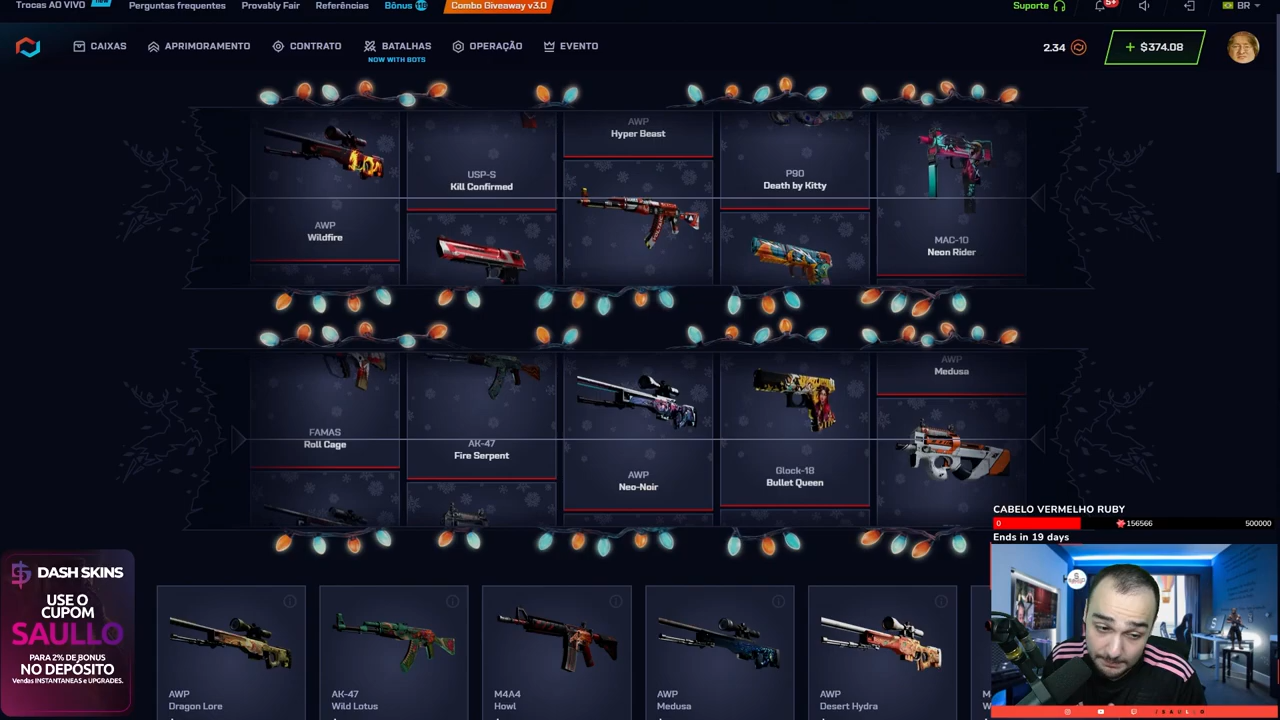 Trocas AO VIVO NEW Perguntas frequentes Provably Fair Referências Bônus Combo Giveaway v3.0 Suporte 5+ BR
CAIXAS APRIMORAMENTO CONTRATO BATALHAS OPERAÇÃO EVENTO 2.34 + $374.08
NOW WITH BOTS
AWP
Wildfire
USP-S
Kill Confirmed
AWP
Hyper Beast
P90
Death by Kitty
MAC-10
Neon Rider
FAMAS
Roll Cage
AK-47
Fire Serpent
AWP
Neo-Noir
Glock-18
Bullet Queen
AWP
Medusa
CABELO VERMELHO RUBY
0 156566 500000
Ends in 19 days
DASH SKINS
USE O
CUPOM
SAULLO
PARA 2% DE BONUS
NO DEPÓSITO
Vendas INSTANTANEAS e UPGRADES.
AWP
Dragon Lore
AK-47
Wild Lotus
M4A4
Howl
AWP
Medusa
AWP
Desert Hydra